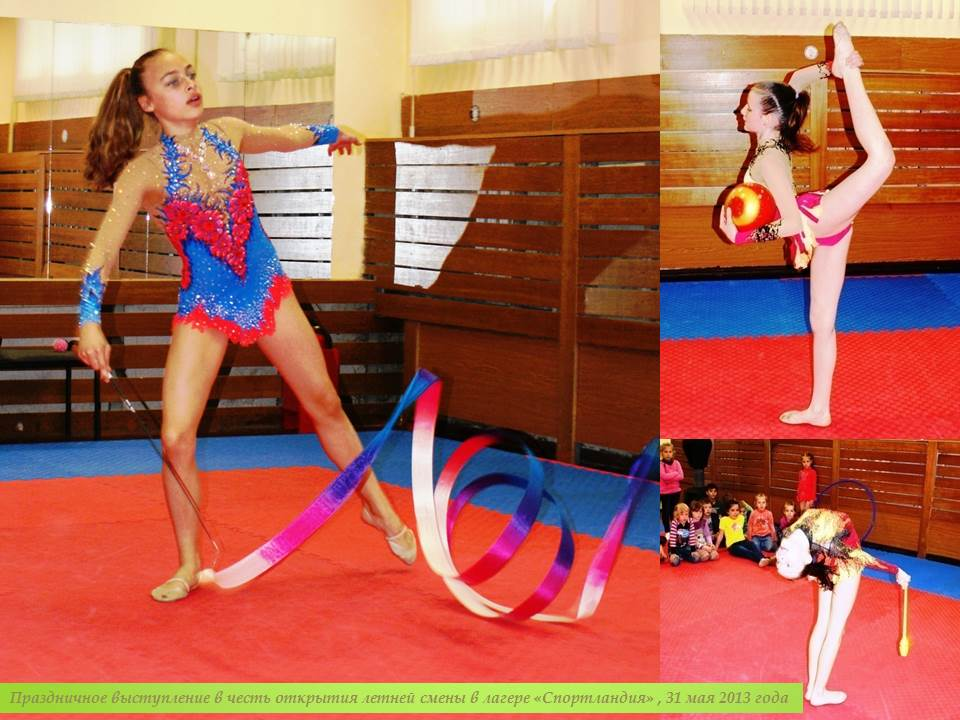 Праздничное выступление в честь открытия летней смены в лагере «Спортландия» , 31 мая 2013 года